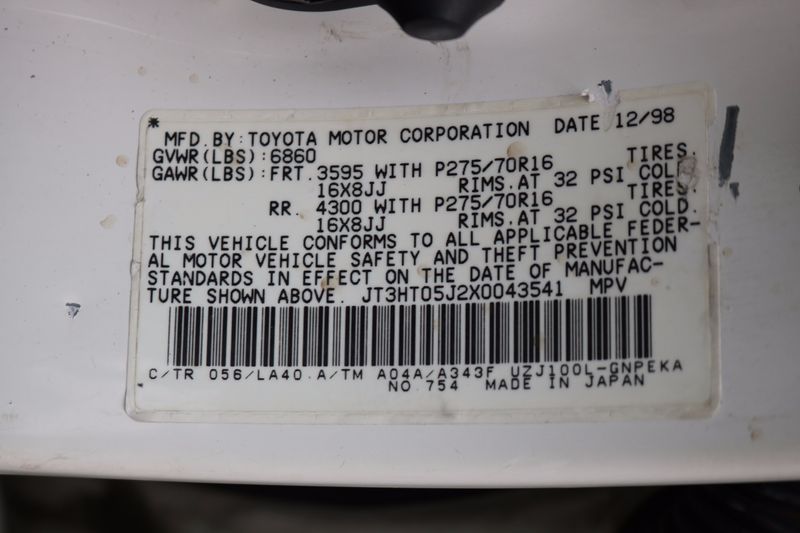 *
MFD. BY: TOYOTA MOTOR CORPORATION DATE 12/98
GVWR(LBS):6860
GAWR(LBS):FRT. 3595 WITH P275/70R16 TIRES.
16X8JJ RIMS. AT 32 PSI COLD.
RR. 4300 WITH P275/70R16 TIRES.
16X8JJ RIMS. AT 32 PSI COLD.
THIS VEHICLE CONFORMS TO ALL APPLICABLE FEDER-
AL MOTOR VEHICLE SAFETY AND THEFT PREVENTION
STANDARDS IN EFFECT ON THE DATE OF MANUFAC-
TURE SHOWN ABOVE. JT3HT05J2X0043541 MPV
C/TR 056/LA40. A/TM A04A/A343F UZJ100L-GNPEKA
NO. 754 MADE IN JAPAN